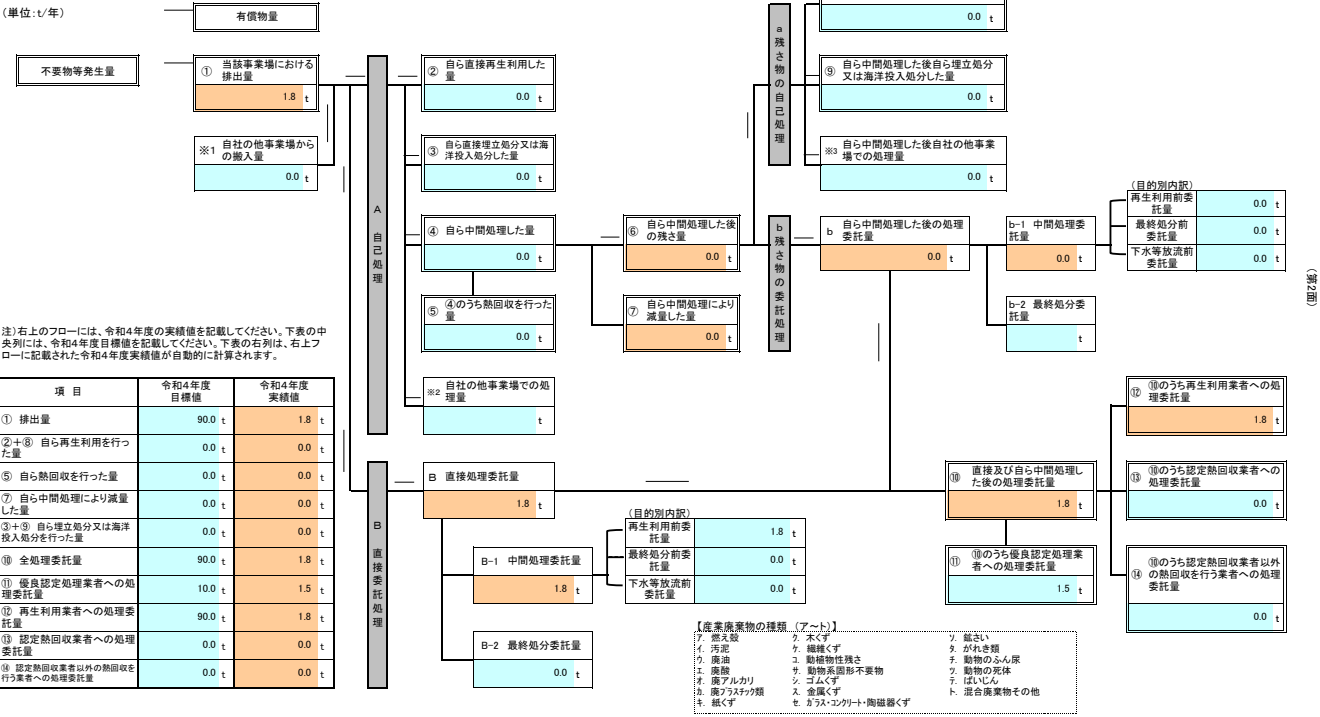 (単位:t/年)
有償物量
不要物等発生量
① 当該事業場における
排出量
1.8 t
※1 自社の他事業場から
の搬入量
0.0 t
A 自己処理
② 自ら直接再生利用した
量
0.0 t
③ 自ら直接埋立処分又は海
洋投入処分した量
0.0 t
④ 自ら中間処理した量
0.0 t
⑤ ④のうち熱回収を行った
量
0.0 t
※2 自社の他事業場での処
理量
t
⑥ 自ら中間処理した後
の残さ量
0.0 t
⑦ 自ら中間処理により
減量した量
0.0 t
a 残さ物の自己処理
0.0 t
⑨ 自ら中間処理した後自ら埋立処分
又は海洋投入処分した量
0.0 t
※3 自ら中間処理した後自社の他事業
場での処理量
0.0 t
b 残さ物の委託処理
b 自ら中間処理した後の処理
委託量
0.0 t
b-1 中間処理委
託量
0.0 t
b-2 最終処分委
託量
t
(目的別内訳)
再生利用前委
託量
0.0 t
最終処分前
委託量
0.0 t
下水等放流前
委託量
0.0 t
(第2面)
注)右上のフローには、令和4年度の実績値を記載してください。下表の中
央列には、令和4年度目標値を記載してください。下表の右列は、右上フ
ローに記載された令和4年度実績値が自動的に計算されます。
項 目 令和4年度
目標値 令和4年度
実績値
① 排出量 90.0 t 1.8 t
②+⑧ 自ら再生利用を行っ
た量 0.0 t 0.0 t
⑤ 自ら熱回収を行った量 0.0 t 0.0 t
⑦ 自ら中間処理により減量
した量 0.0 t 0.0 t
③+⑨ 自ら埋立処分又は海洋
投入処分を行った量 0.0 t 0.0 t
⑩ 全処理委託量 90.0 t 1.8 t
⑪ 優良認定処理業者への処
理委託量 10.0 t 1.5 t
⑫ 再生利用業者への処理委
託量 90.0 t 1.8 t
⑬ 認定熱回収業者への処理
委託量 0.0 t 0.0 t
⑭ 認定熱回収業者以外の熱回収を
行う業者への処理委託量 0.0 t 0.0 t
B 直接委託処理
B 直接処理委託量
1.8 t
B-1 中間処理委託量
1.8 t
B-2 最終処分委託量
0.0 t
(目的別内訳)
再生利用前委
託量
1.8 t
最終処分前委
託量
0.0 t
下水等放流前
委託量
0.0 t
⑩ 直接及び自ら中間処理し
た後の処理委託量
1.8 t
⑪ ⑩のうち優良認定処理業
者への処理委託量
1.5 t
⑫ ⑩のうち再生利用業者への処
理委託量
1.8 t
⑬ ⑩のうち認定熱回収業者への
処理委託量
0.0 t
⑭ ⑩のうち認定熱回収業者以外
の熱回収を行う業者への処理
委託量
0.0 t
【産業廃棄物の種類 (ア~ト)】
ア. 燃え殻 ク. 木くず ソ. 鉱さい
イ. 汚泥 ケ. 繊維くず タ. がれき類
ウ. 廃油 コ. 動植物性残さ チ. 動物のふん尿
エ. 廃酸 サ. 動物系固形不要物 ツ. 動物の死体
オ. 廃アルカリ シ. ゴムくず テ. ばいじん
カ. 廃プラスチック類 ス. 金属くず ト. 混合廃棄物その他
キ. 紙くず セ. ガラス・コンクリート・陶磁器くず